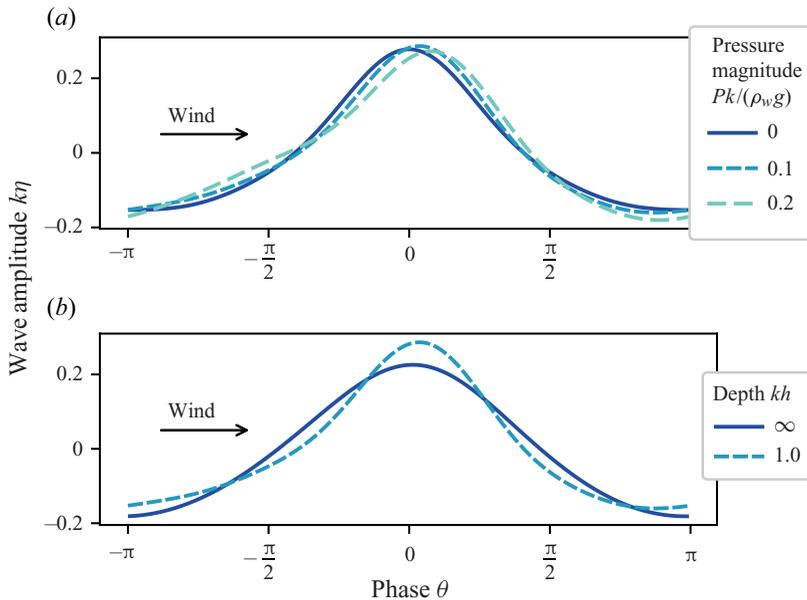 (a)
Pressure
magnitude
Pk/(ρ_w g)
0
0.1
0.2
0.2
0
−0.2
Wind
−π
−π/2
0
π/2
Wave amplitude kη
(b)
0.2
0
−0.2
Wind
Depth kh
∞
1.0
−π
−π/2
0
π/2
π
Phase θ